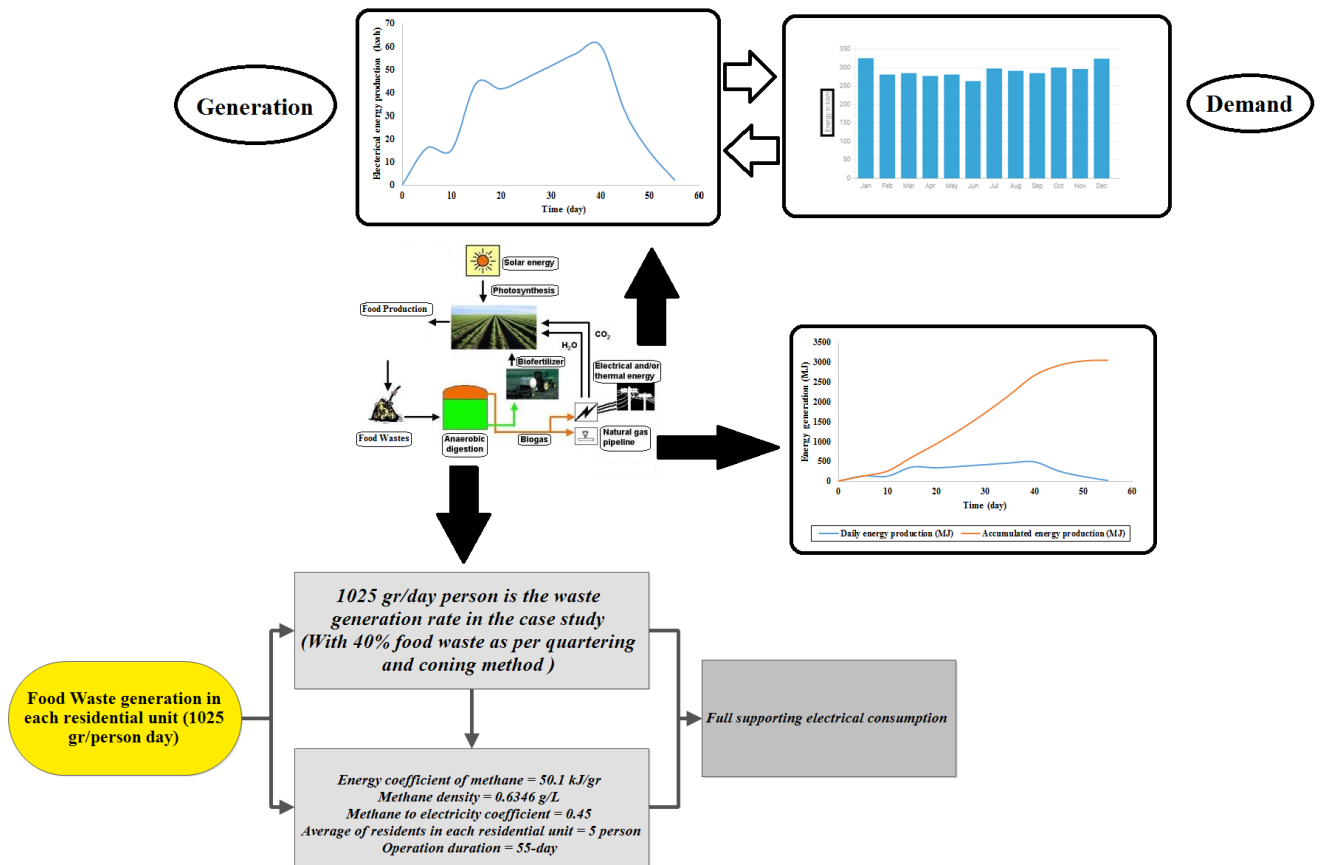 Generation
Electerical energy production (kwh)
70
60
50
40
30
20
10
0
0 10 20 30 40 50 60
Time (day)
Energy in kWh
350
300
250
200
150
100
50
0
Jan Feb Mar Apr May Jun Jul Aug Sep Oct Nov Dec
Demand
Solar energy
Photosynthesis
Food Production
CO2
H2O
Biofertilizer
Electrical and/or
thermal energy
Food Wastes
Anaerobic
digestion
Biogas
Natural gas
pipeline
Energy generation (MJ)
3500
3000
2500
2000
1500
1000
500
0
0 10 20 30 40 50 60
Time (day)
Daily energy production (MJ) Accumulated energy production (MJ)
1025 gr/day person is the waste
generation rate in the case study
(With 40% food waste as per quartering
and coning method )
Food Waste generation in
each residential unit (1025
gr/person day)
Full supporting electrical consumption
Energy coefficient of methane = 50.1 kJ/gr
Methane density = 0.6346 g/L
Methane to electricity coefficient = 0.45
Average of residents in each residential unit = 5 person
Operation duration = 55-day